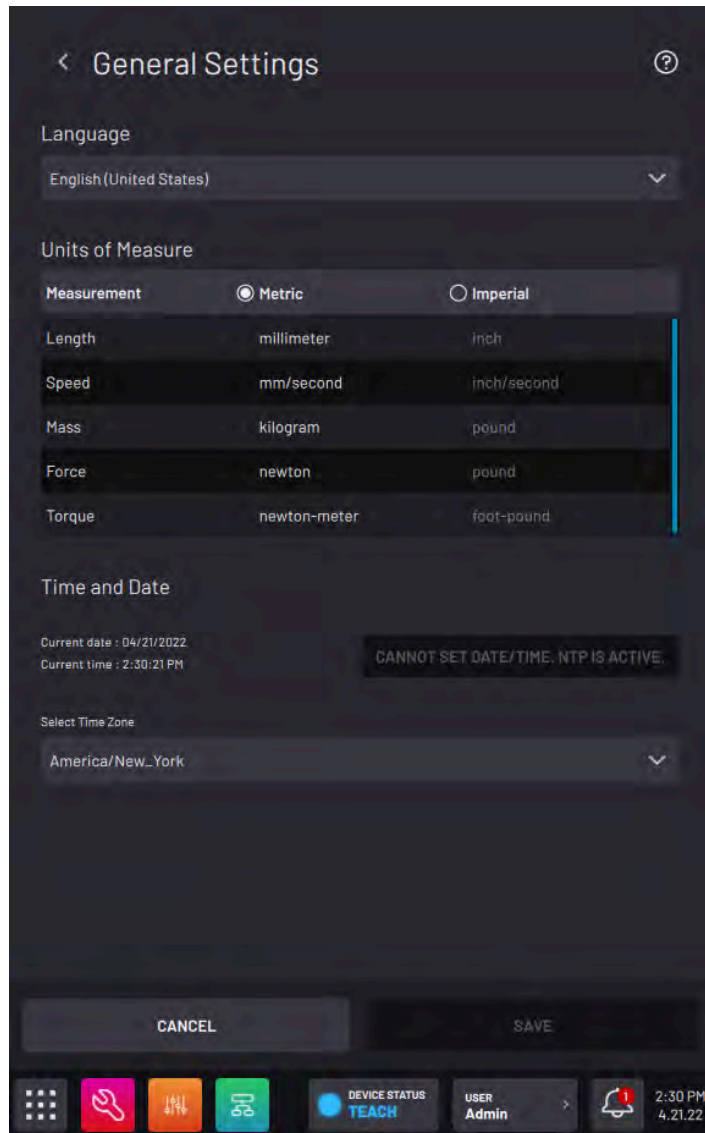 General Settings
?
Language
English (United States)
Units of Measure
Measurement Metric Imperial
Length millimeter inch
Speed mm/second inch/second
Mass kilogram pound
Force newton pound
Torque newton-meter foot-pound
Time and Date
Current date : 04/21/2022
Current time : 2:30:21 PM
CANNOT SET DATE/TIME. NTP IS ACTIVE.
Select Time Zone
America/New_York
CANCEL SAVE
DEVICE STATUS
TEACH
USER
Admin
1
2:30 PM
4.21.22